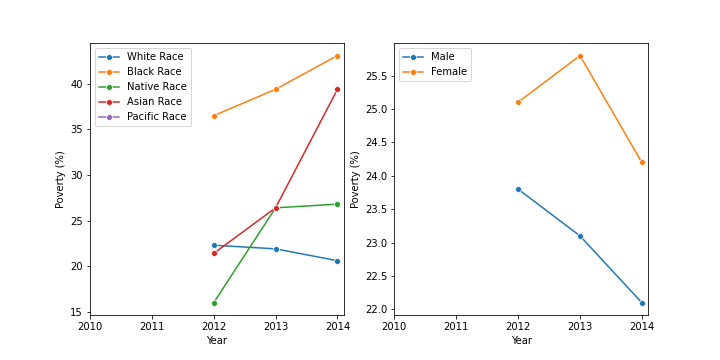 White Race
Black Race
Native Race
Asian Race
Pacific Race
40
35
30
25
20
15
Poverty (%)
2010 2011 2012 2013 2014
Year
Male
Female
25.5
25.0
24.5
24.0
23.5
23.0
22.5
22.0
Poverty (%)
2010 2011 2012 2013 2014
Year